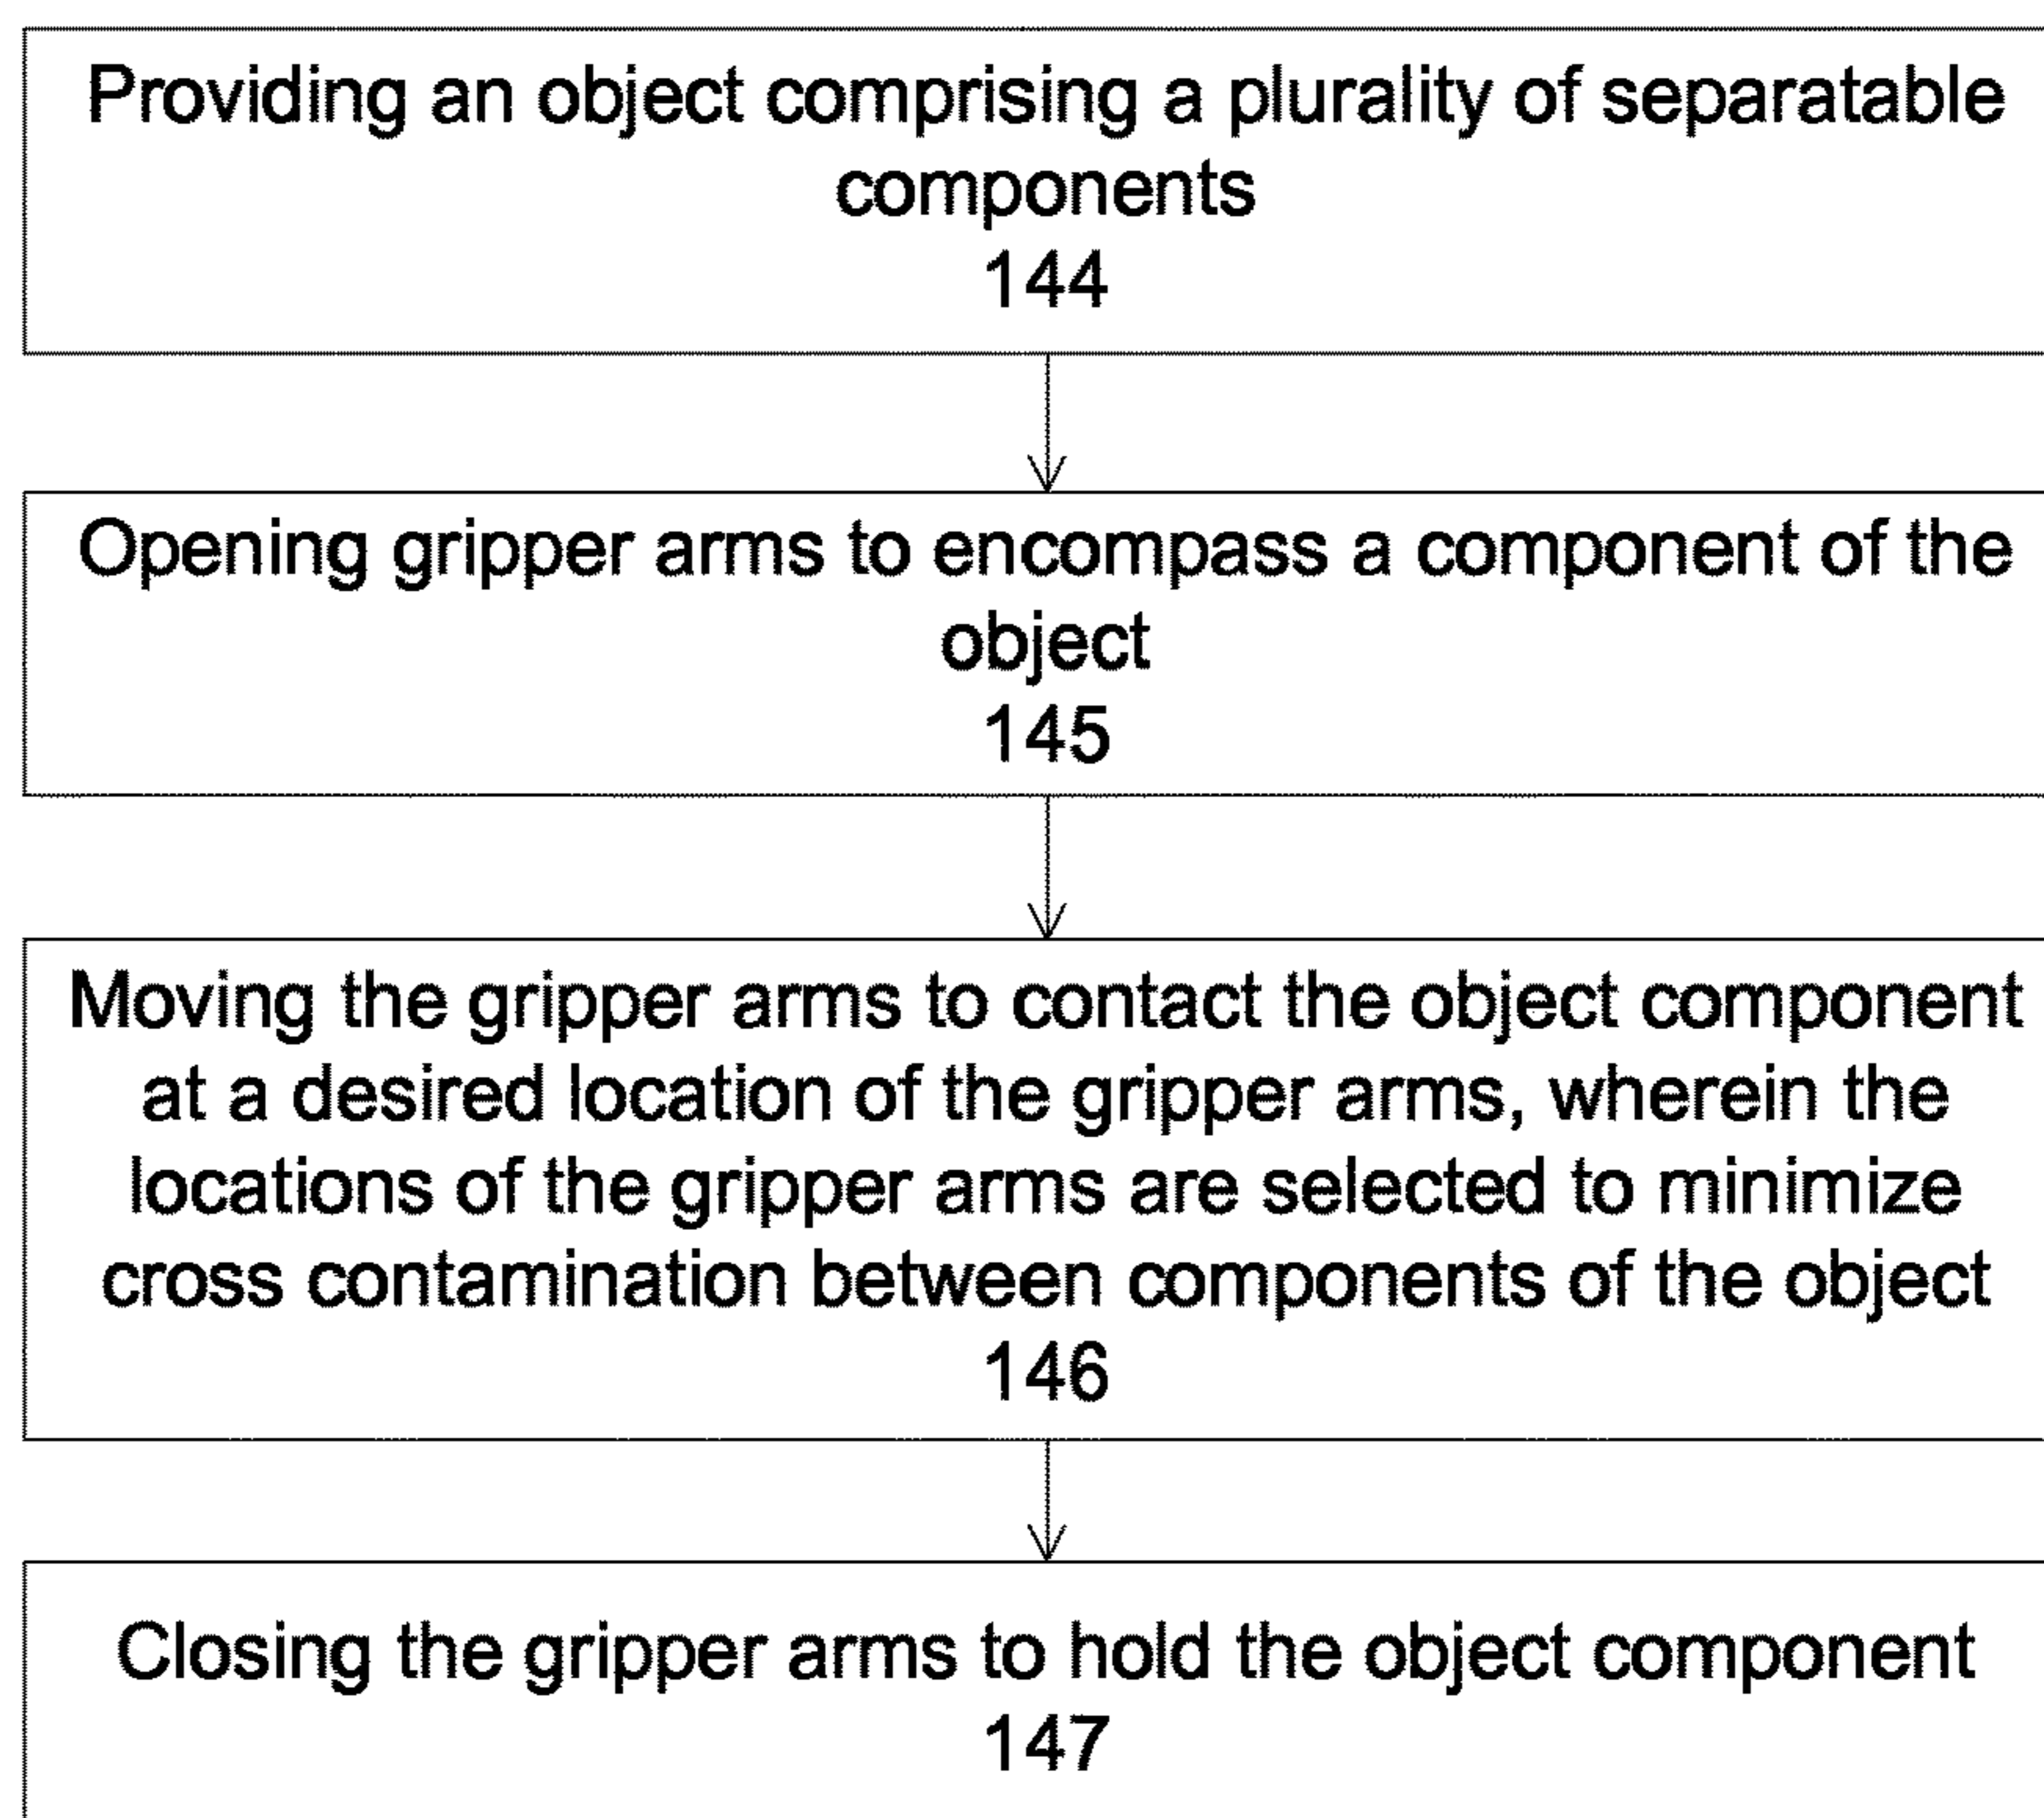 Providing an object comprising a plurality of separatable
components
144
Opening gripper arms to encompass a component of the
object
145
Moving the gripper arms to contact the object component
at a desired location of the gripper arms, wherein the
locations of the gripper arms are selected to minimize
cross contamination between components of the object
146
Closing the gripper arms to hold the object component
147